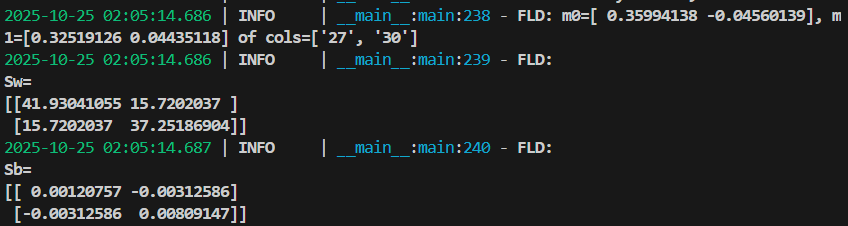 2025-10-25 02:05:14.686 | INFO     | __main__:main:238 - FLD: m0=[ 0.35994138 -0.04560139], m
1=[0.32519126 0.04435118] of cols=['27', '30']
2025-10-25 02:05:14.686 | INFO     | __main__:main:239 - FLD:
Sw=
[[41.93041055 15.7202037 ]
 [15.7202037  37.25186904]]
2025-10-25 02:05:14.687 | INFO     | __main__:main:240 - FLD:
Sb=
[[ 0.00120757 -0.00312586]
 [-0.00312586  0.00809147]]